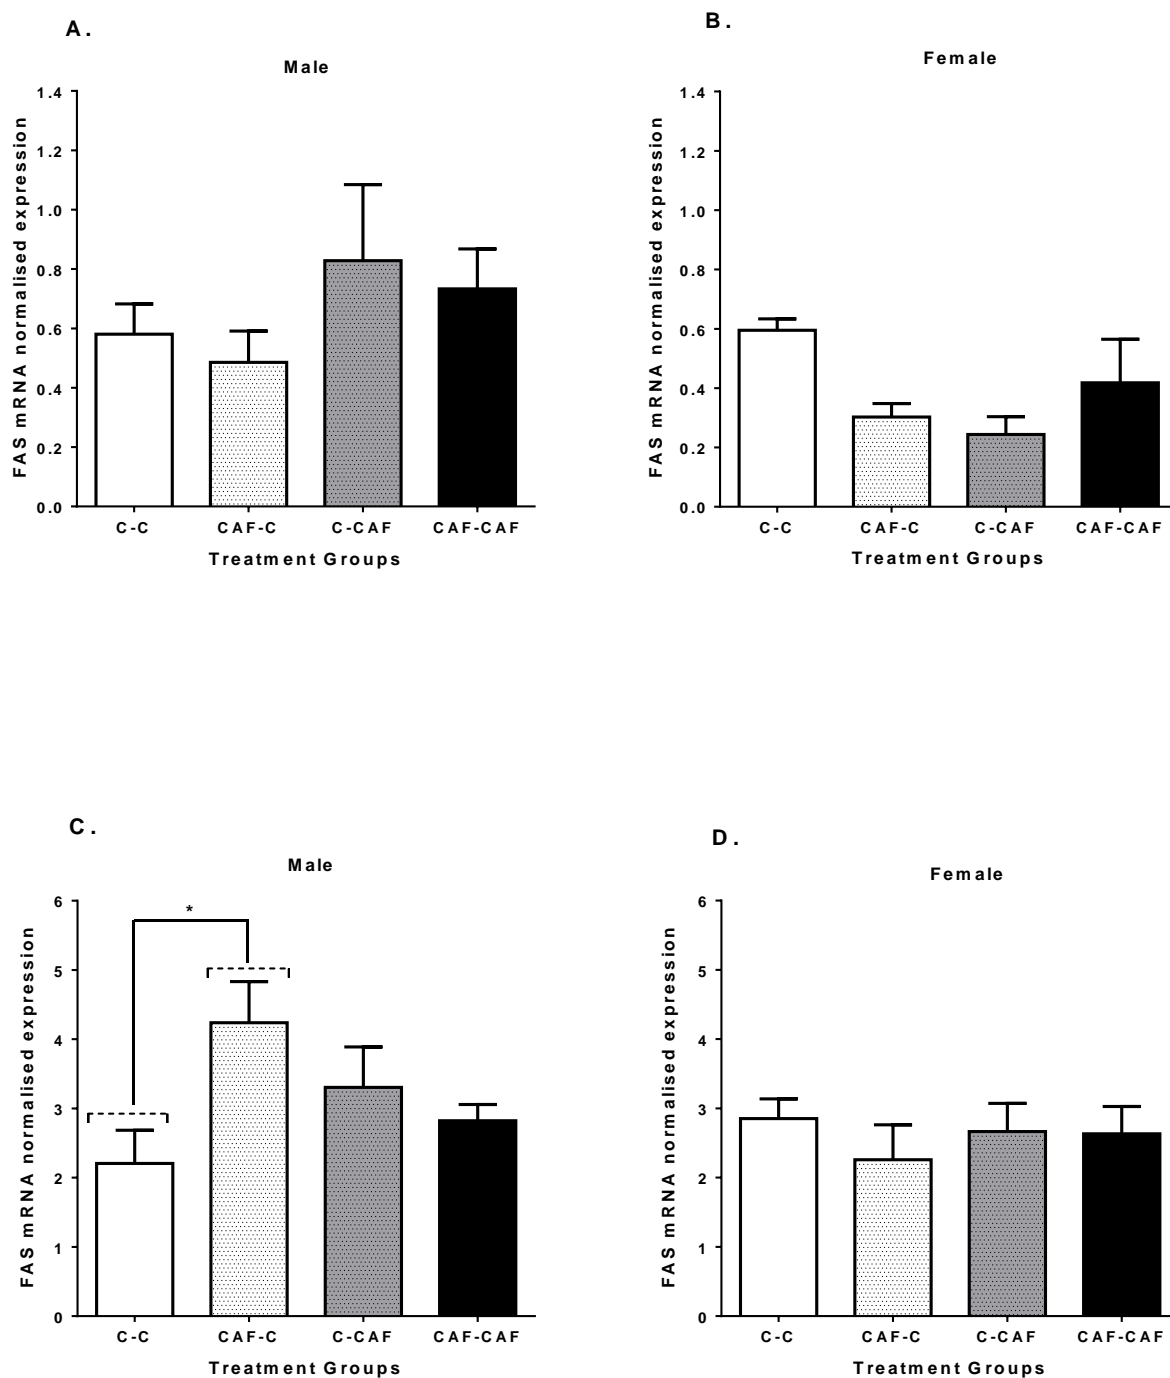 A.
Male
FAS mRNA normalised expression
1.4
1.2
1.0
0.8
0.6
0.4
0.2
0.0
C-C CAF-C C-CAF CAF-CAF
Treatment Groups
B.
Female
FAS mRNA normalised expression
1.4
1.2
1.0
0.8
0.6
0.4
0.2
0.0
C-C CAF-C C-CAF CAF-CAF
Treatment Groups
C.
Male
FAS mRNA normalised expression
6
*
5
4
3
2
1
0
C-C CAF-C C-CAF CAF-CAF
Treatment Groups
D.
Female
FAS mRNA normalised expression
6
5
4
3
2
1
0
C-C CAF-C C-CAF CAF-CAF
Treatment Groups